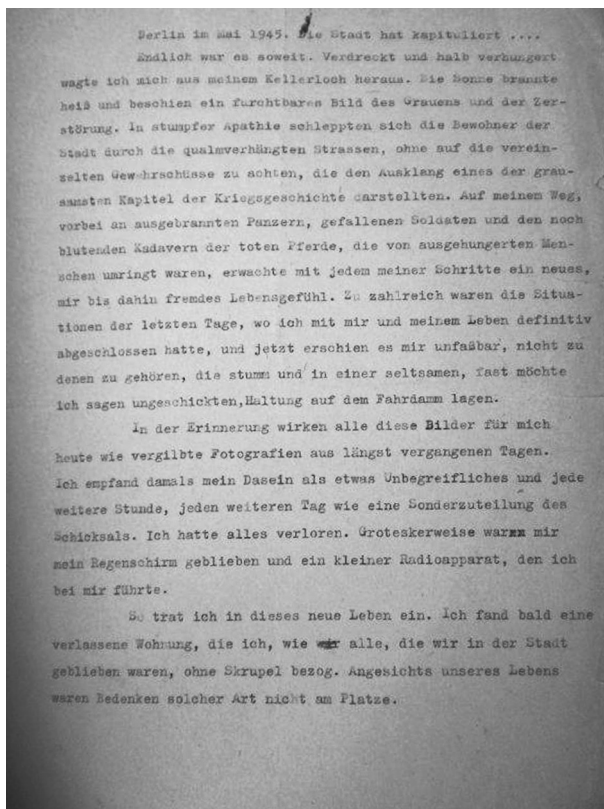 Berlin im Mai 1945. Die Stadt hat kapituliert ....
Endlich war es soweit. Verdreckt und halb verhungert
wagte ich mich aus meinem Kellerloch heraus. Die Sonne brannte
heiß und beschien ein furchtbares Bild des Grauens und der Zer-
störung. In stumpfer Apathie schleppten sich die Bewohner der
Stadt durch die qualmverhängten Strassen, ohne auf die verein-
zelten Gewehrschüsse zu achten, die den Ausklang eines der grau-
samsten Kapitel der Kriegsgeschichte darstellten. Auf meinem Weg,
vorbei an ausgebrannten Panzern, gefallenen Soldaten und den noch
blutenden Kadavern der toten Pferde, die von ausgehungerten Men-
schen umringt waren, erwachte mit jedem meiner Schritte ein neues,
mir bis dahin fremdes Lebensgefühl. Zu zahlreich waren die Situa-
tionen der letzten Tage, wo ich mit mir und meinem Leben definitiv
abgeschlossen hatte, und jetzt erschien es mir unfaßbar, nicht zu
denen zu gehören, die stumm und in einer seltsamen, fast möchte
ich sagen ungeschickten,Haltung auf dem Fahrdamm lagen.
In der Erinnerung wirken alle diese Bilder für mich
heute wie vergilbte Fotografien aus längst vergangenen Tagen.
Ich empfand damals mein Dasein als etwas Unbegreifliches und jede
weitere Stunde, jeden weiteren Tag wie eine Sonderzuteilung des
Schicksals. Ich hatte alles verloren. Groteskerweise war mir
mein Regenschirm geblieben und ein kleiner Radioapparat, den ich
bei mir führte.
So trat ich in dieses neue Leben ein. Ich fand bald eine
verlassene Wohnung, die ich, wie wir alle, die wir in der Stadt
geblieben waren, ohne Skrupel bezog. Angesichts unseres Lebens
waren Bedenken solcher Art nicht am Platze.